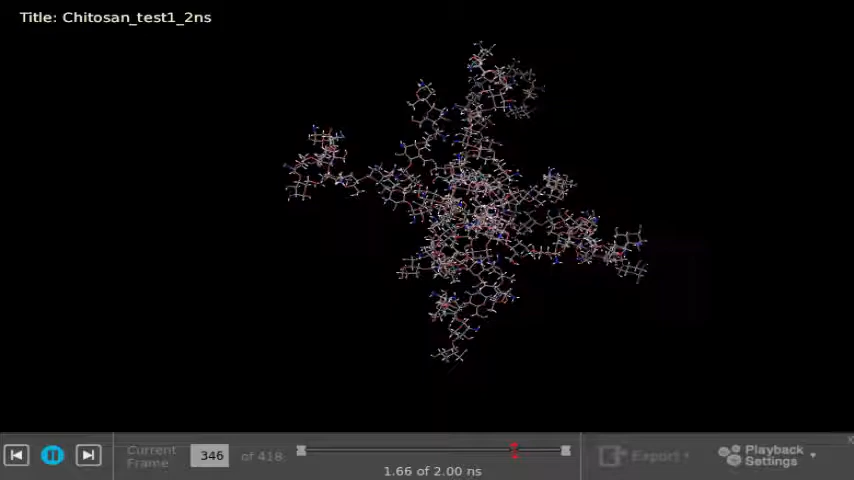 Title: Chitosan_test1_2ns
Current Frame 346 of 418
1.66 of 2.00 ns
Export
Playback Settings
X